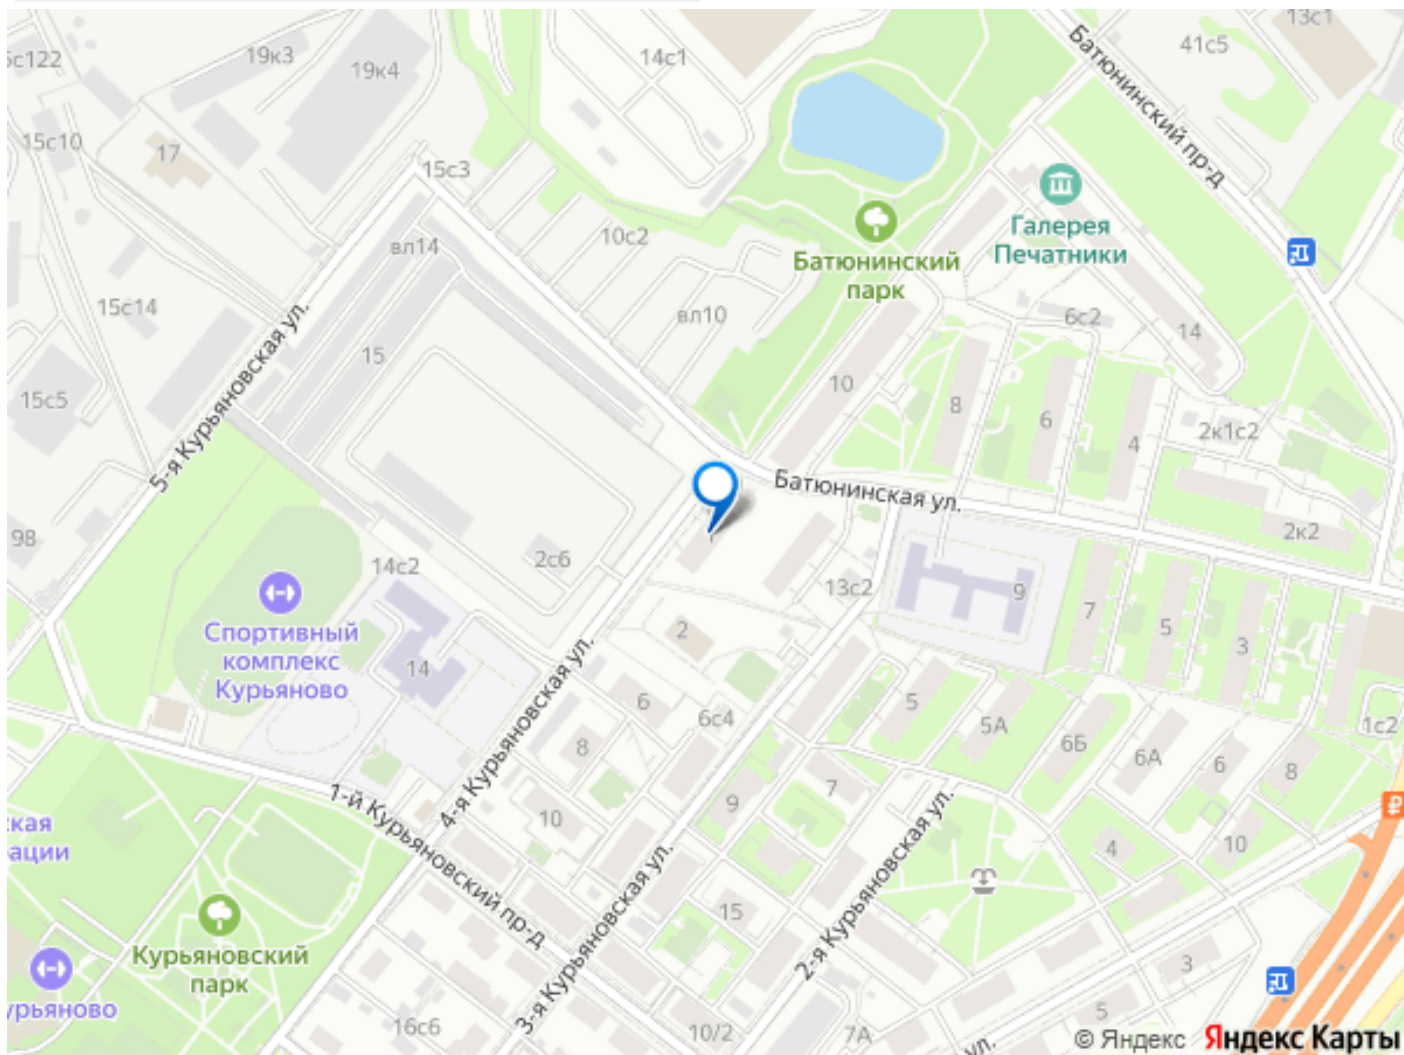 13с1
41с5
Батюнинский пр-д
19к3
14с1
19к4
15с10
17
15с3
Галерея
Печатники
10с2
вл14
Батюнинский
парк
15с14
вл10
6с2
14
15
10
8
6
4
2к1с2
15с5
5-я Курьяновская ул.
Батюнинская ул.
2к2
9В
14с2
2с6
13с2
9
7
5
3
Спортивный
комплекс
Курьяново
14
2
4-я Курьяновская ул.
6
6с4
5
5А
6Б
6А
6
8
1с2
8
9
7
10
1-й Курьяновский пр-д
4
10
3-я Курьяновская ул.
2-я Курьяновская ул.
15
Курьяновский
парк
3
5
16с6
10/2
7А
ул.
© Яндекс Яндекс Карты